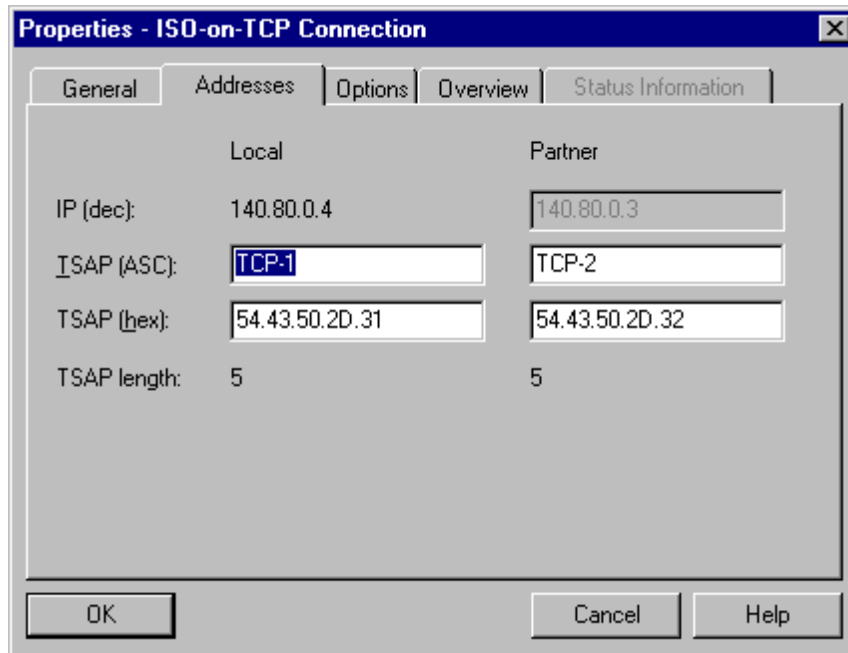 Properties - ISO-on-TCP Connection
General Addresses Options Overview Status Information
Local Partner
IP (dec): 140.80.0.4 140.80.0.3
TSAP (ASC): TCP-1 TCP-2
TSAP (hex): 54.43.50.2D.31 54.43.50.2D.32
TSAP length: 5 5
OK Cancel Help